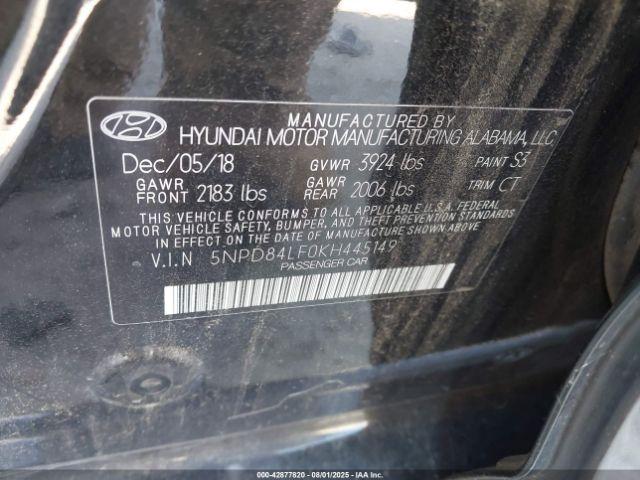 MANUFACTURED BY
HYUNDAI MOTOR MANUFACTURING ALABAMA, LLC
Dec/05/18 GVWR 3924 lbs PAINT S3
GAWR FRONT 2183 lbs GAWR REAR 2006 lbs TRIM CT
THIS VEHICLE CONFORMS TO ALL APPLICABLE U.S.A. FEDERAL
MOTOR VEHICLE SAFETY, BUMPER, AND THEFT PREVENTION STANDARDS
IN EFFECT ON THE DATE OF MANUFACTURE SHOWN ABOVE.
V.I.N 5NPD84LF0KH445149
PASSENGER CAR
000-42877820 08/01/2025 IAAI.COM